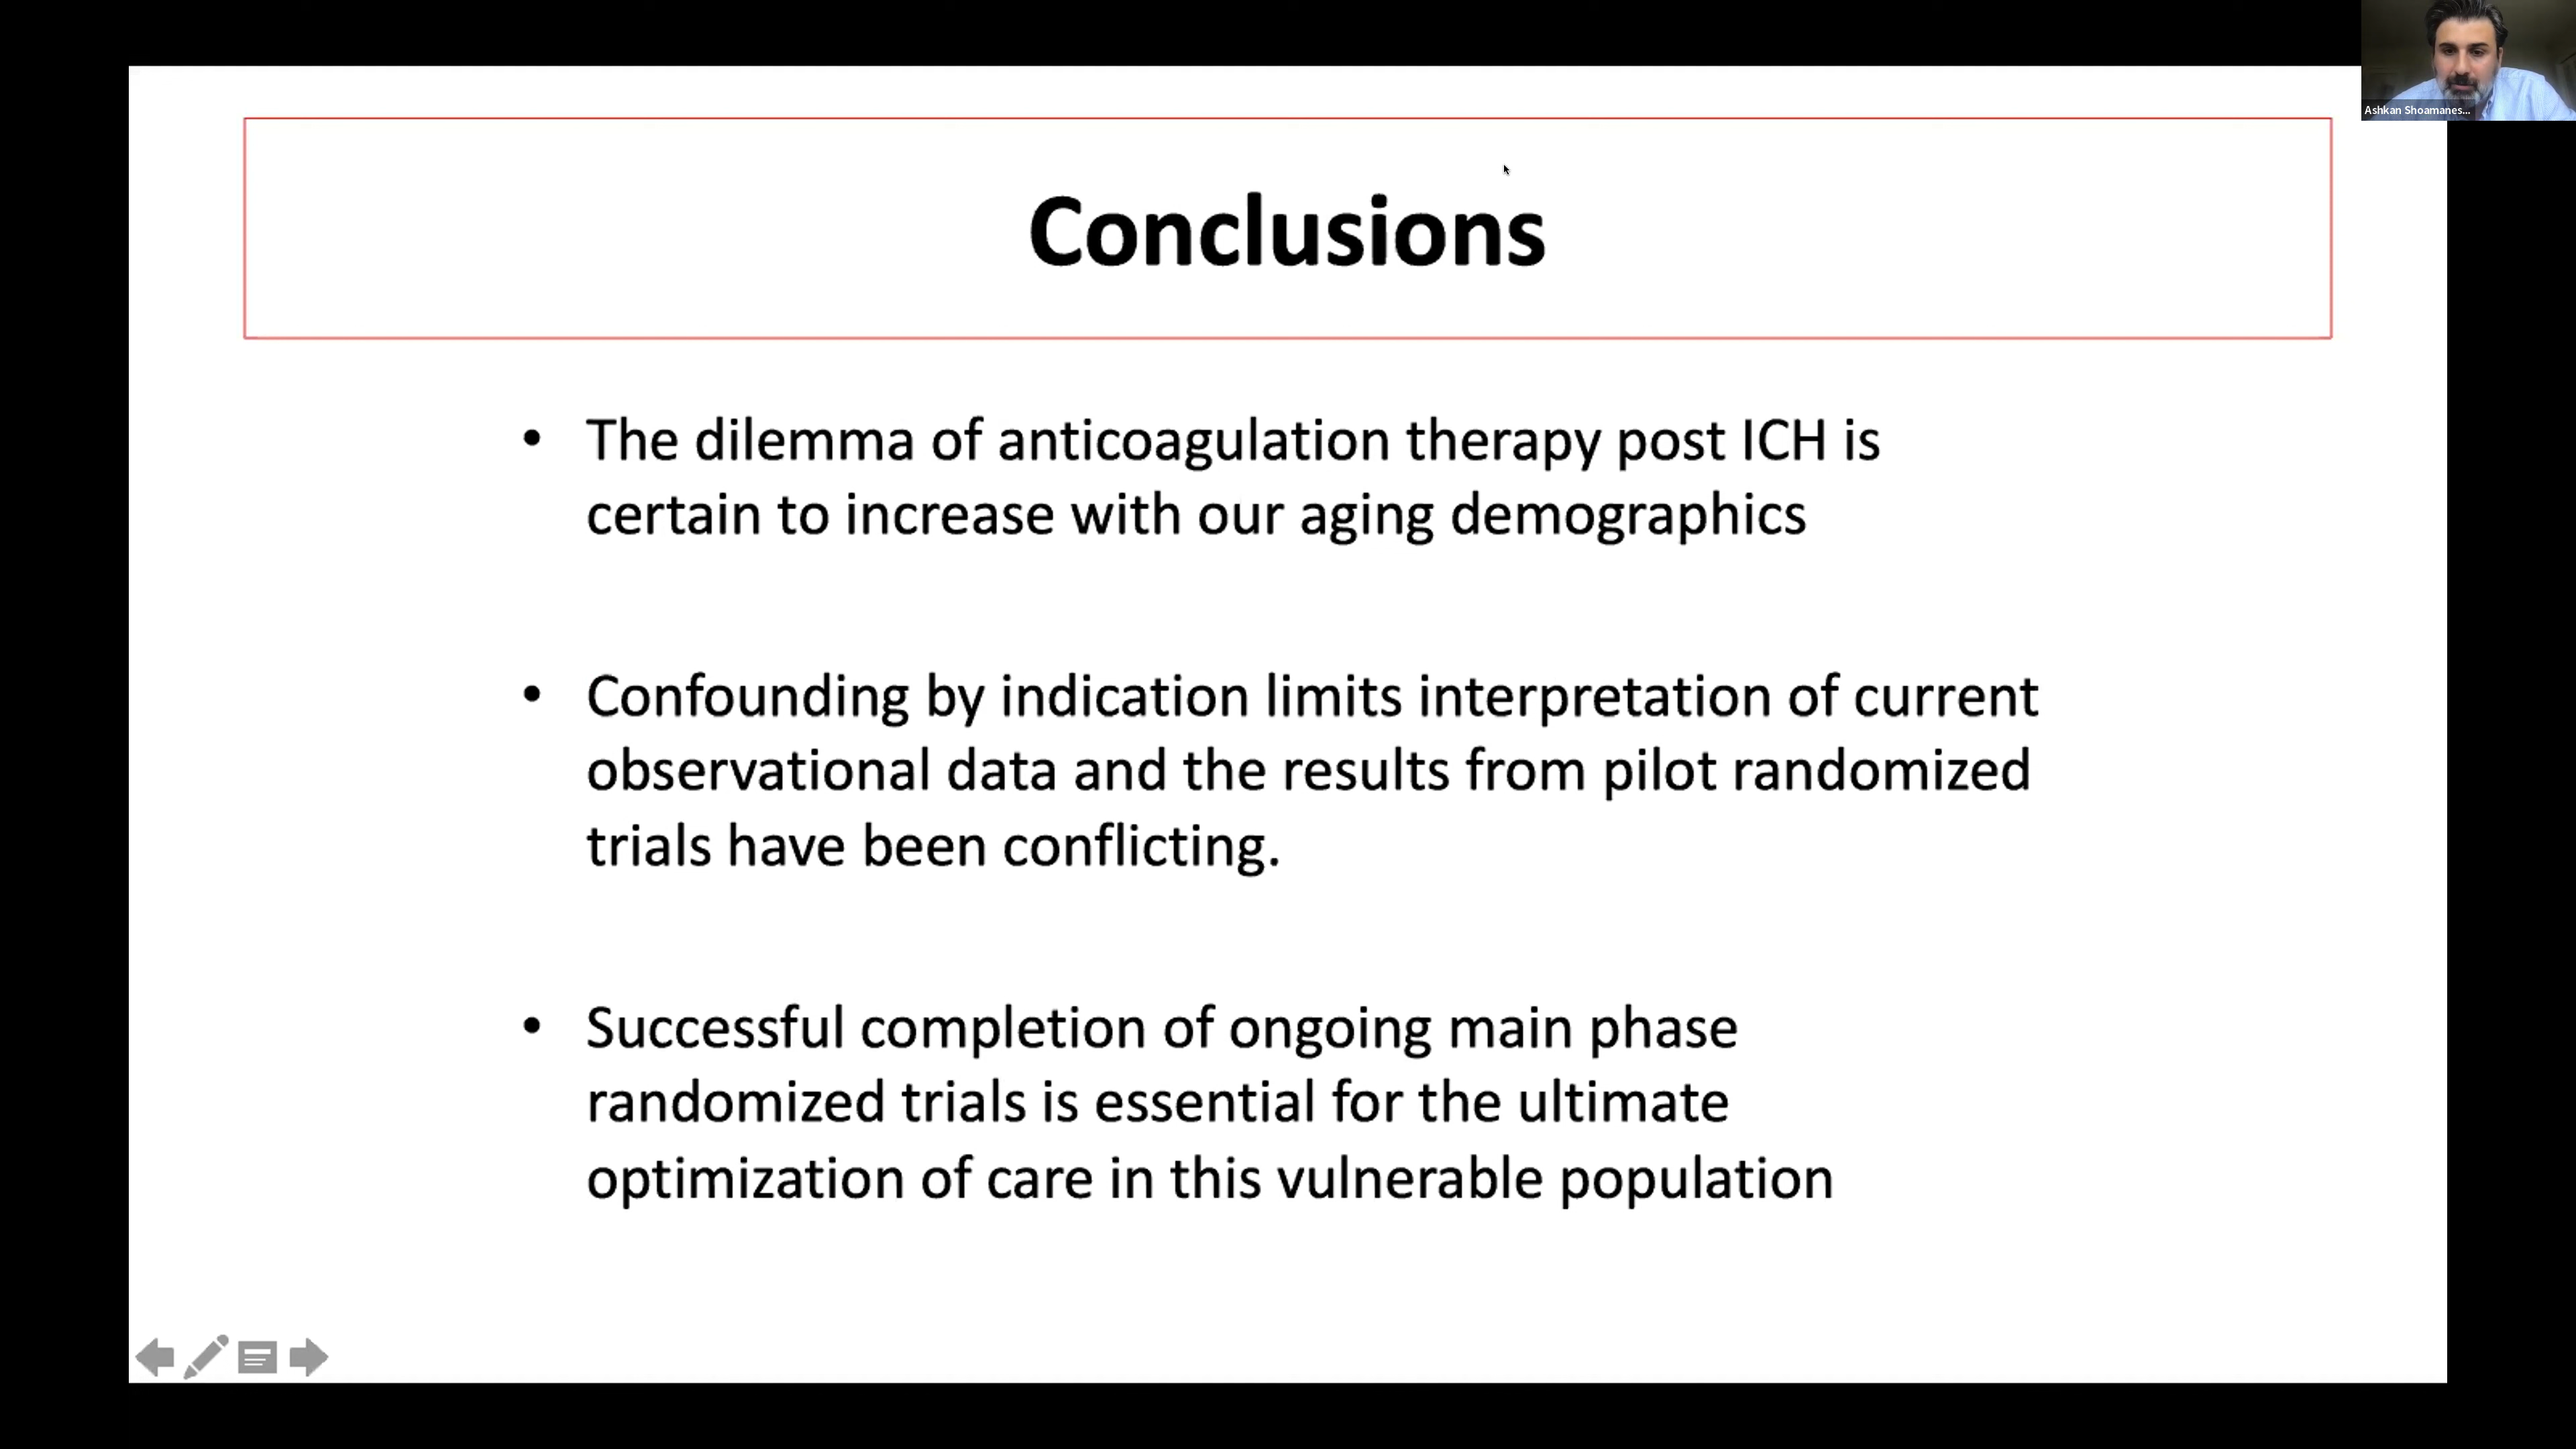 Ashkan Shoamanes...
Conclusions
• The dilemma of anticoagulation therapy post ICH is
certain to increase with our aging demographics
• Confounding by indication limits interpretation of current
observational data and the results from pilot randomized
trials have been conflicting.
• Successful completion of ongoing main phase
randomized trials is essential for the ultimate
optimization of care in this vulnerable population